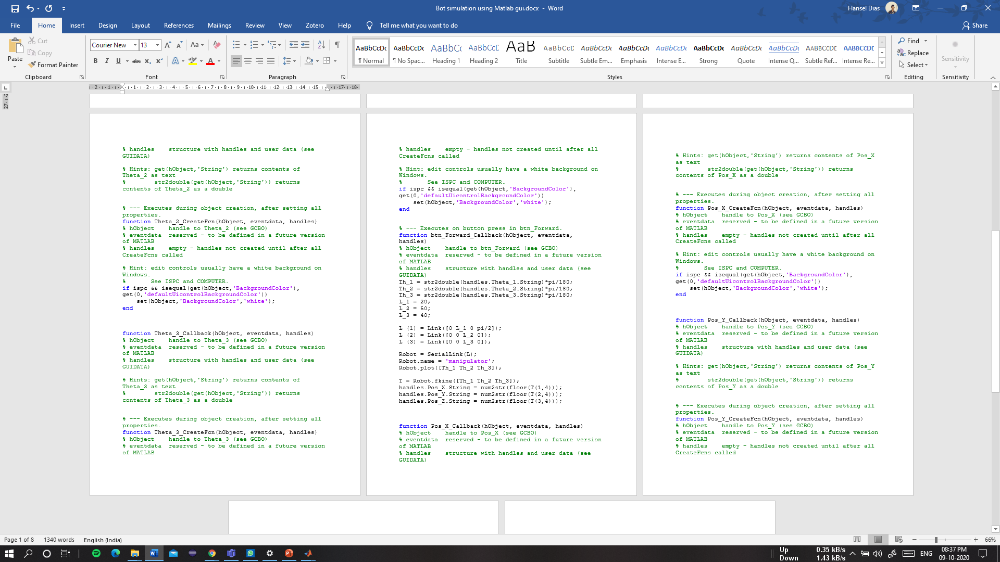 Bot simulation using Matlab gui.docx - Word
Hansel Dias
File Home Insert Design Layout References Mailings Review View Zotero Help Tell me what you want to do Share
Paste
Cut
Copy
Format Painter
Clipboard
Courier New 13
Font
Paragraph
AaBbCcDc AaBbCcDc AaBbCc AaBbCcD AaB AaBbCcD AaBbCcDc AaBbCcDc AaBbCcDc AaBbCcDc AaBbCcDc AaBbCcDc AABBCCDE AABBCCDE
¶ Normal ¶ No Spac... Heading 1 Heading 2 Title Subtitle Subtle Em... Emphasis Intense E... Strong Quote Intense Q... Subtle Ref... Intense Re...
Styles
Find
Replace
Select
Editing
Sensitivity
Sensitivity
% handles    structure with handles and user data (see
GUIDATA)
% Hints: get(hObject,'String') returns contents of
Theta_2 as text
%        str2double(get(hObject,'String')) returns
contents of Theta_2 as a double
% --- Executes during object creation, after setting all
properties.
function Theta_2_CreateFcn(hObject, eventdata, handles)
% hObject    handle to Theta_2 (see GCBO)
% eventdata  reserved - to be defined in a future version
of MATLAB
% handles    empty - handles not created until after all
CreateFcns called
% Hint: edit controls usually have a white background on
Windows.
%       See ISPC and COMPUTER.
if ispc && isequal(get(hObject,'BackgroundColor'),
get(0,'defaultUicontrolBackgroundColor'))
    set(hObject,'BackgroundColor','white');
end
function Theta_3_Callback(hObject, eventdata, handles)
% hObject    handle to Theta_3 (see GCBO)
% eventdata  reserved - to be defined in a future version
of MATLAB
% handles    structure with handles and user data (see
GUIDATA)
% Hints: get(hObject,'String') returns contents of
Theta_3 as text
%        str2double(get(hObject,'String')) returns
contents of Theta_3 as a double
% --- Executes during object creation, after setting all
properties.
function Theta_3_CreateFcn(hObject, eventdata, handles)
% hObject    handle to Theta_3 (see GCBO)
% eventdata  reserved - to be defined in a future version
of MATLAB
% handles    empty - handles not created until after all
CreateFcns called
% Hint: edit controls usually have a white background on
Windows.
%       See ISPC and COMPUTER.
if ispc && isequal(get(hObject,'BackgroundColor'),
get(0,'defaultUicontrolBackgroundColor'))
    set(hObject,'BackgroundColor','white');
end
% --- Executes on button press in btn_Forward.
function btn_Forward_Callback(hObject, eventdata,
handles)
% hObject    handle to btn_Forward (see GCBO)
% eventdata  reserved - to be defined in a future version
of MATLAB
% handles    structure with handles and user data (see
GUIDATA)
Th_1 = str2double(handles.Theta_1.String)*pi/180;
Th_2 = str2double(handles.Theta_2.String)*pi/180;
Th_3 = str2double(handles.Theta_3.String)*pi/180;
L_1 = 20;
L_2 = 50;
L_3 = 40;
L (1) = Link([0 L_1 0 pi/2]);
L (2) = Link([0 0 L_2 0]);
L (3) = Link([0 0 L_3 0]);
Robot = SerialLink(L);
Robot.name = 'manipulator';
Robot.plot([Th_1 Th_2 Th_3]);
T = Robot.fkine([Th_1 Th_2 Th_3]);
handles.Pos_X.String = num2str(floor(T(1,4)));
handles.Pos_Y.String = num2str(floor(T(2,4)));
handles.Pos_Z.String = num2str(floor(T(3,4)));
function Pos_X_Callback(hObject, eventdata, handles)
% hObject    handle to Pos_X (see GCBO)
% eventdata  reserved - to be defined in a future version
of MATLAB
% handles    structure with handles and user data (see
GUIDATA)
% Hints: get(hObject,'String') returns contents of Pos_X
as text
%        str2double(get(hObject,'String')) returns
contents of Pos_X as a double
% --- Executes during object creation, after setting all
properties.
function Pos_X_CreateFcn(hObject, eventdata, handles)
% hObject    handle to Pos_X (see GCBO)
% eventdata  reserved - to be defined in a future version
of MATLAB
% handles    empty - handles not created until after all
CreateFcns called
% Hint: edit controls usually have a white background on
Windows.
%       See ISPC and COMPUTER.
if ispc && isequal(get(hObject,'BackgroundColor'),
get(0,'defaultUicontrolBackgroundColor'))
    set(hObject,'BackgroundColor','white');
end
function Pos_Y_Callback(hObject, eventdata, handles)
% hObject    handle to Pos_Y (see GCBO)
% eventdata  reserved - to be defined in a future version
of MATLAB
% handles    structure with handles and user data (see
GUIDATA)
% Hints: get(hObject,'String') returns contents of Pos_Y
as text
%        str2double(get(hObject,'String')) returns
contents of Pos_Y as a double
% --- Executes during object creation, after setting all
properties.
function Pos_Y_CreateFcn(hObject, eventdata, handles)
% hObject    handle to Pos_Y (see GCBO)
% eventdata  reserved - to be defined in a future version
of MATLAB
% handles    empty - handles not created until after all
CreateFcns called
Page 1 of 8 1340 words English (India) 66%
Up 0.35 kB/s
Down 1.43 kB/s
ENG
08:37 PM
09-10-2020